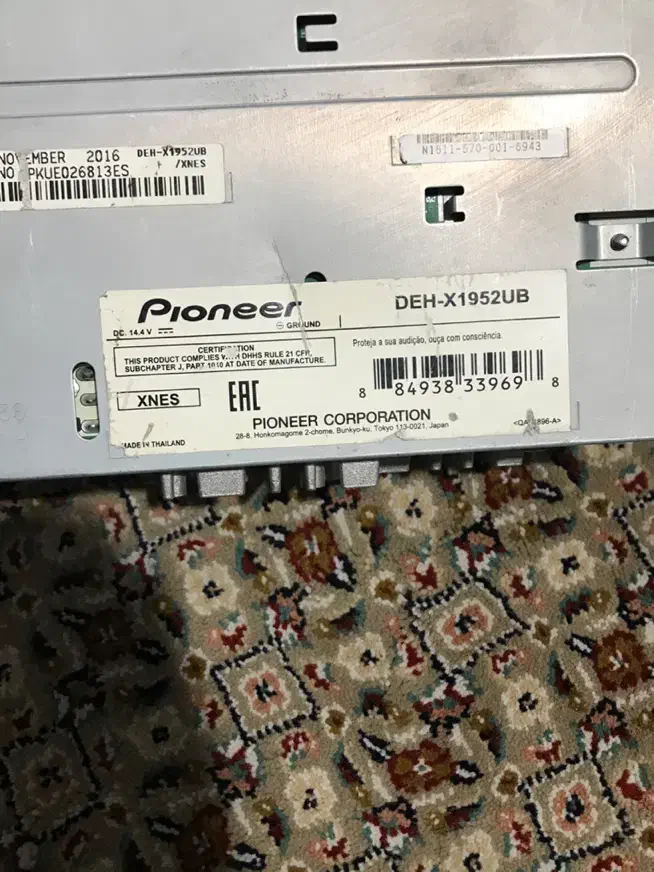 NOVEMBER 2016 DEH-X1952UB
/XNES
NO PKUE026813ES
N1611-570-001-6943
Pioneer
DEH-X1952UB
DC. 14.4 V
GROUND
Proteja a sua audição, ouça com consciência.
CERTIFICATION
THIS PRODUCT COMPLIES WITH DHHS RULE 21 CFR,
SUBCHAPTER J, PART 1010 AT DATE OF MANUFACTURE.
XNES
EAC
8 84938 33969 8
PIONEER CORPORATION
28-8, Honkomagome 2-chome, Bunkyo-ku, Tokyo 113-0021, Japan
MADE IN THAILAND